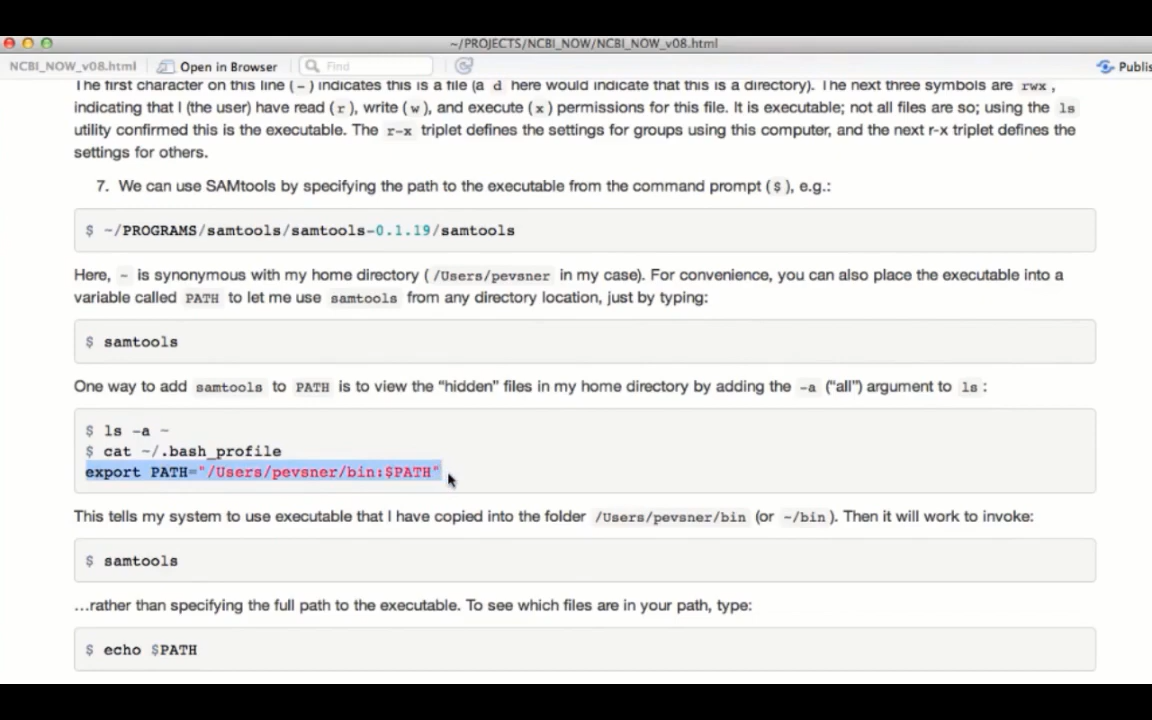 ~/PROJECTS/NCBI_NOW/NCBI_NOW_v08.html
NCBI_NOW_v08.html Open in Browser Find Publis
The first character on this line (-) indicates this is a file (a d here would indicate that this is a directory). The next three symbols are rwx,
indicating that I (the user) have read (r), write (w), and execute (x) permissions for this file. It is executable; not all files are so; using the ls
utility confirmed this is the executable. The r-x triplet defines the settings for groups using this computer, and the next r-x triplet defines the
settings for others.
7. We can use SAMtools by specifying the path to the executable from the command prompt ($), e.g.:
$ ~/PROGRAMS/samtools/samtools-0.1.19/samtools
Here, ~ is synonymous with my home directory (/Users/pevsner in my case). For convenience, you can also place the executable into a
variable called PATH to let me use samtools from any directory location, just by typing:
$ samtools
One way to add samtools to PATH is to view the “hidden” files in my home directory by adding the -a (“all”) argument to ls:
$ ls -a ~
$ cat ~/.bash_profile
export PATH="/Users/pevsner/bin:$PATH"
This tells my system to use executable that I have copied into the folder /Users/pevsner/bin (or ~/bin). Then it will work to invoke:
$ samtools
…rather than specifying the full path to the executable. To see which files are in your path, type:
$ echo $PATH